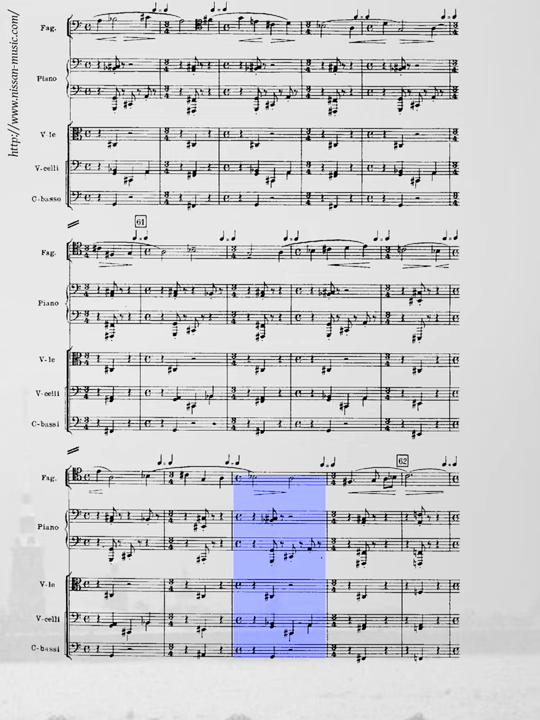 http://www.nissan-music.com/
Fag.
Piano
V-le
V-celli
C-basso
61
Fag.
Piano
V-le
V-celli
C-bassi
62
Fag.
Piano
V-le
V-celli
C-bassi